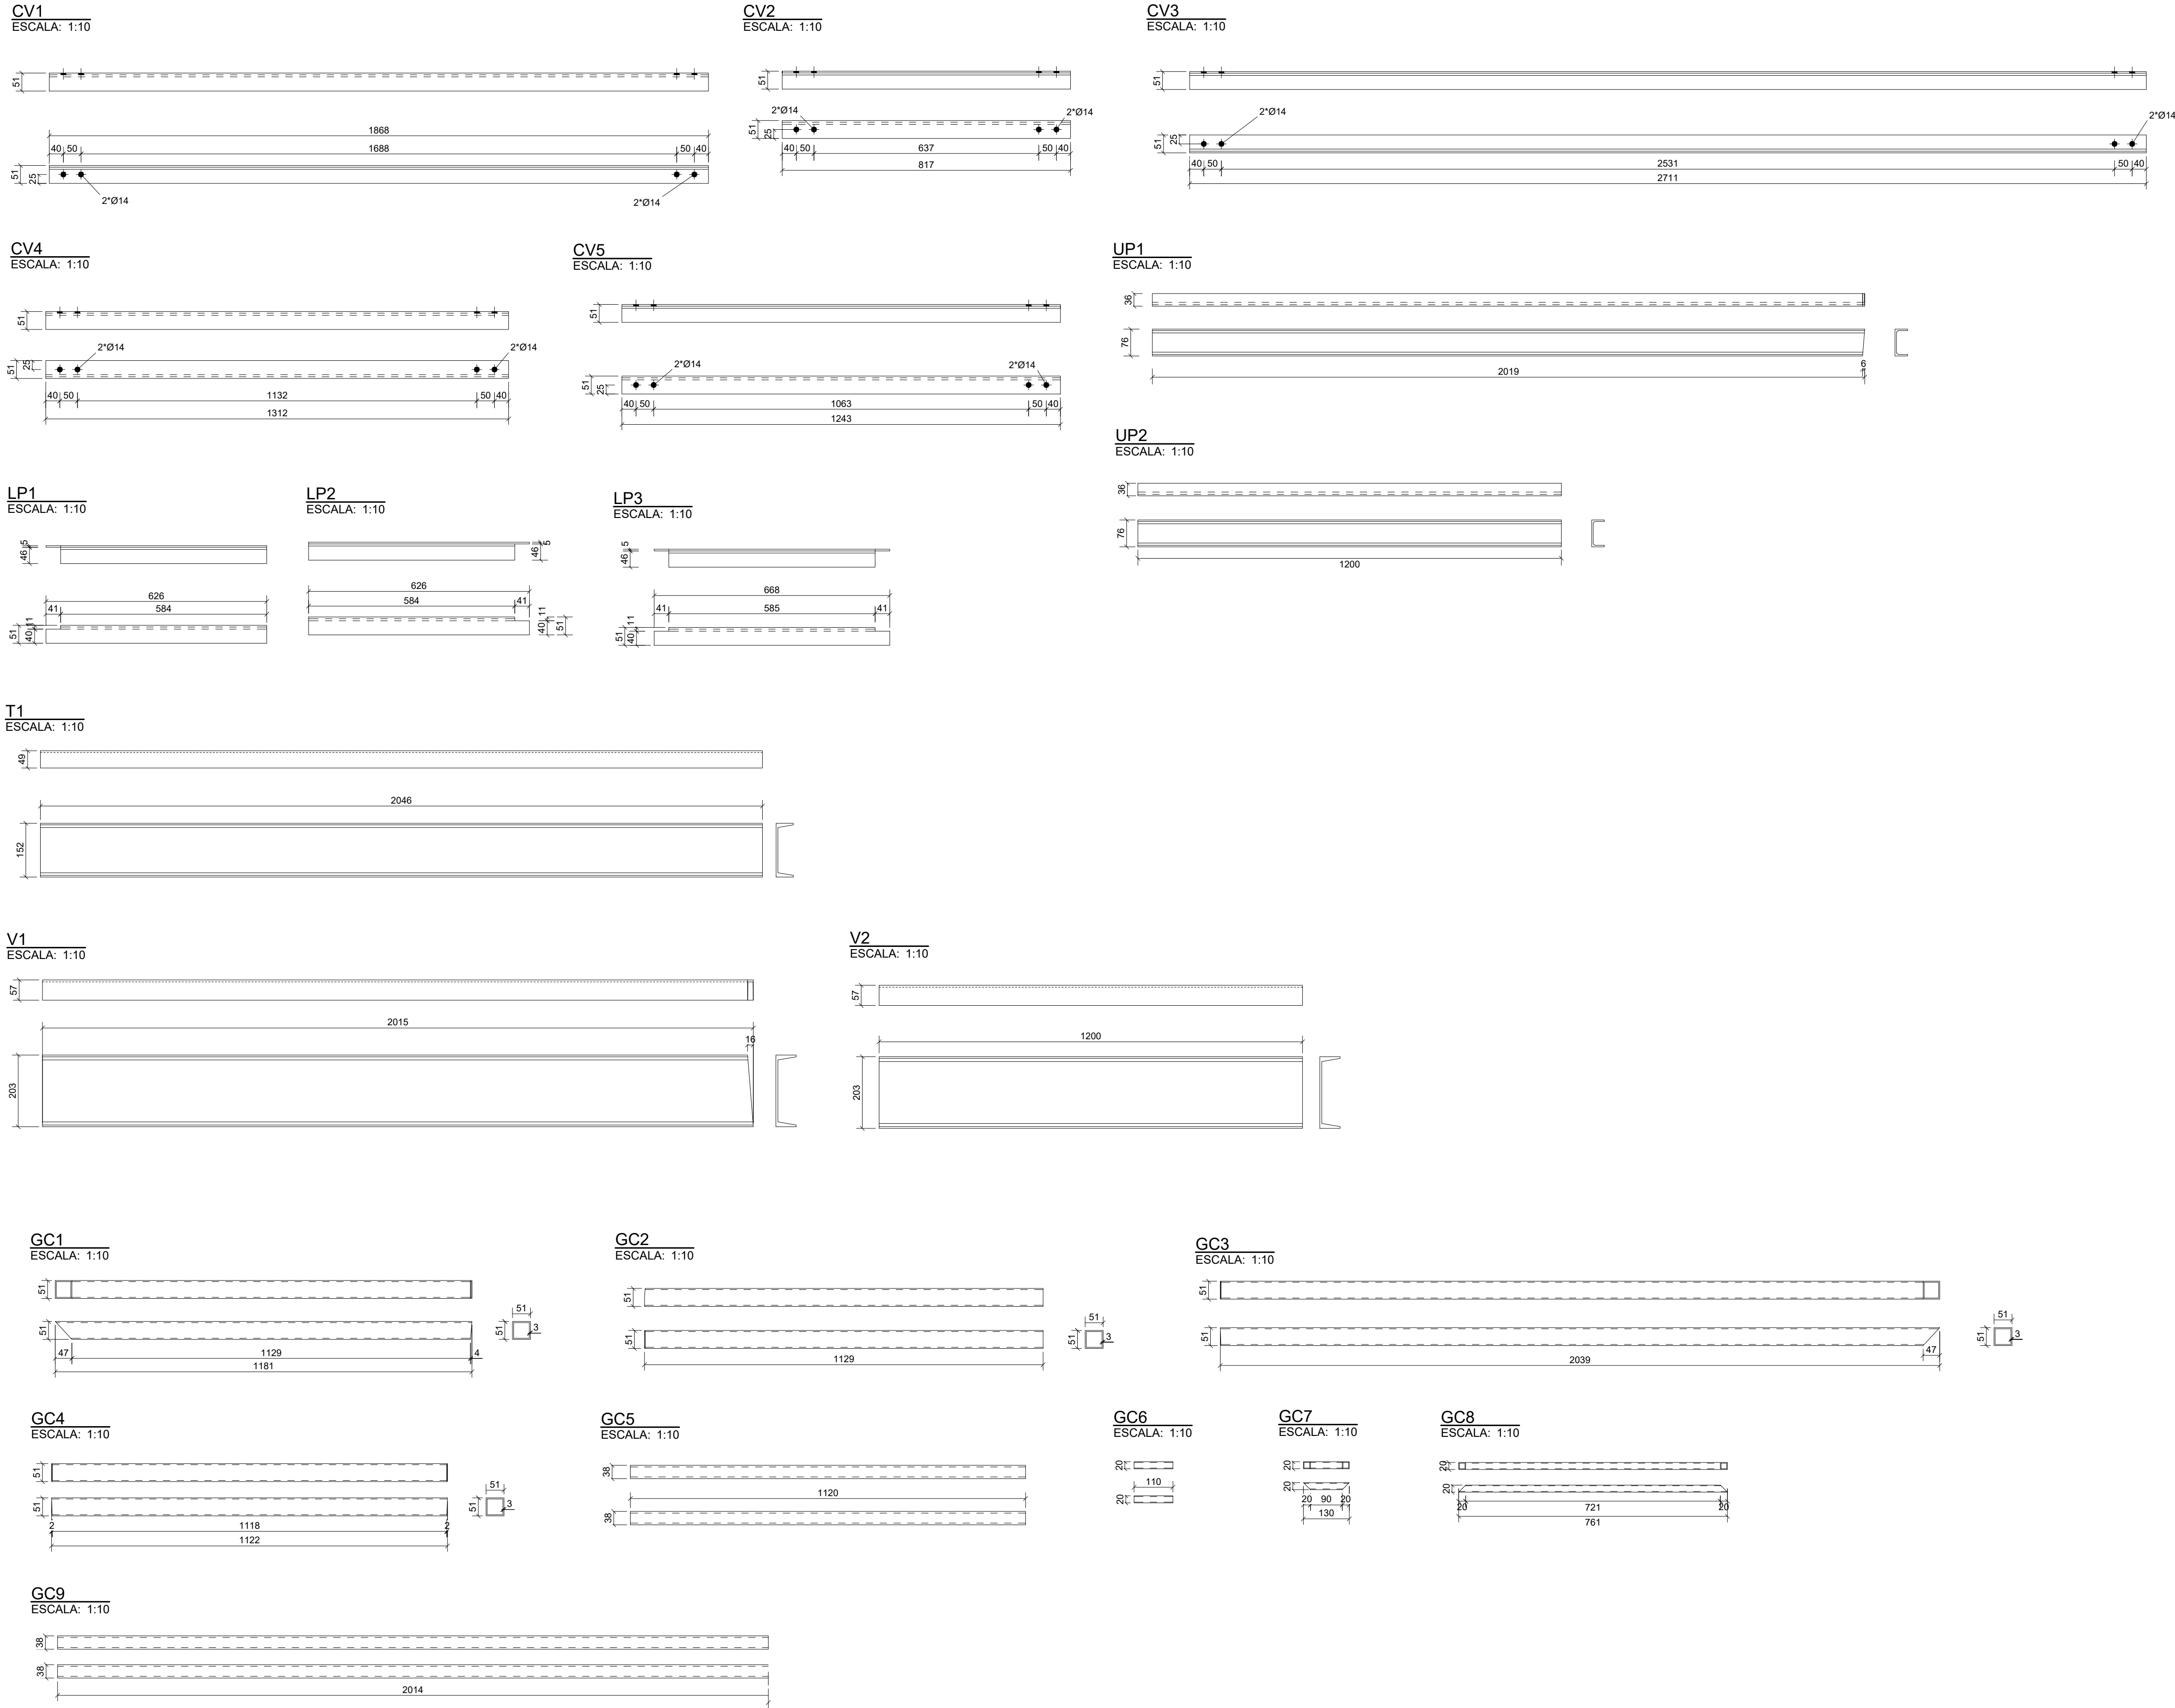 CV1
ESCALA: 1:10
51
1868
40 50 1688 50 40
51
25
2*Ø14
2*Ø14
CV2
ESCALA: 1:10
51
2*Ø14
2*Ø14
51
25
40 50 637 50 40
817
CV3
ESCALA: 1:10
51
2*Ø14
2*Ø14
51
25
40 50 2531 50 40
2711
CV4
ESCALA: 1:10
51
2*Ø14
2*Ø14
51
25
40 50 1132 50 40
1312
CV5
ESCALA: 1:10
51
2*Ø14
2*Ø14
51
25
40 50 1063 50 40
1243
UP1
ESCALA: 1:10
36
76
6
2019
UP2
ESCALA: 1:10
36
76
1200
LP1
ESCALA: 1:10
46 5
626
41 584
51
40 11
LP2
ESCALA: 1:10
46 5
626
584 41
40 11
51
LP3
ESCALA: 1:10
46 5
668
41 585 41
51
40 11
T1
ESCALA: 1:10
49
2046
152
V1
ESCALA: 1:10
57
2015
16
203
V2
ESCALA: 1:10
57
1200
203
GC1
ESCALA: 1:10
51
51
51
51
3
47 1129 4
1181
GC2
ESCALA: 1:10
51
51
51
51
3
1129
GC3
ESCALA: 1:10
51
51
51
51
3
47
2039
GC4
ESCALA: 1:10
51
51
51
51
3
2 1118 2
1122
GC5
ESCALA: 1:10
38
1120
38
GC6
ESCALA: 1:10
20
110
20
GC7
ESCALA: 1:10
20
20
20 90 20
130
GC8
ESCALA: 1:10
20
20
20 721 20
761
GC9
ESCALA: 1:10
38
38
2014